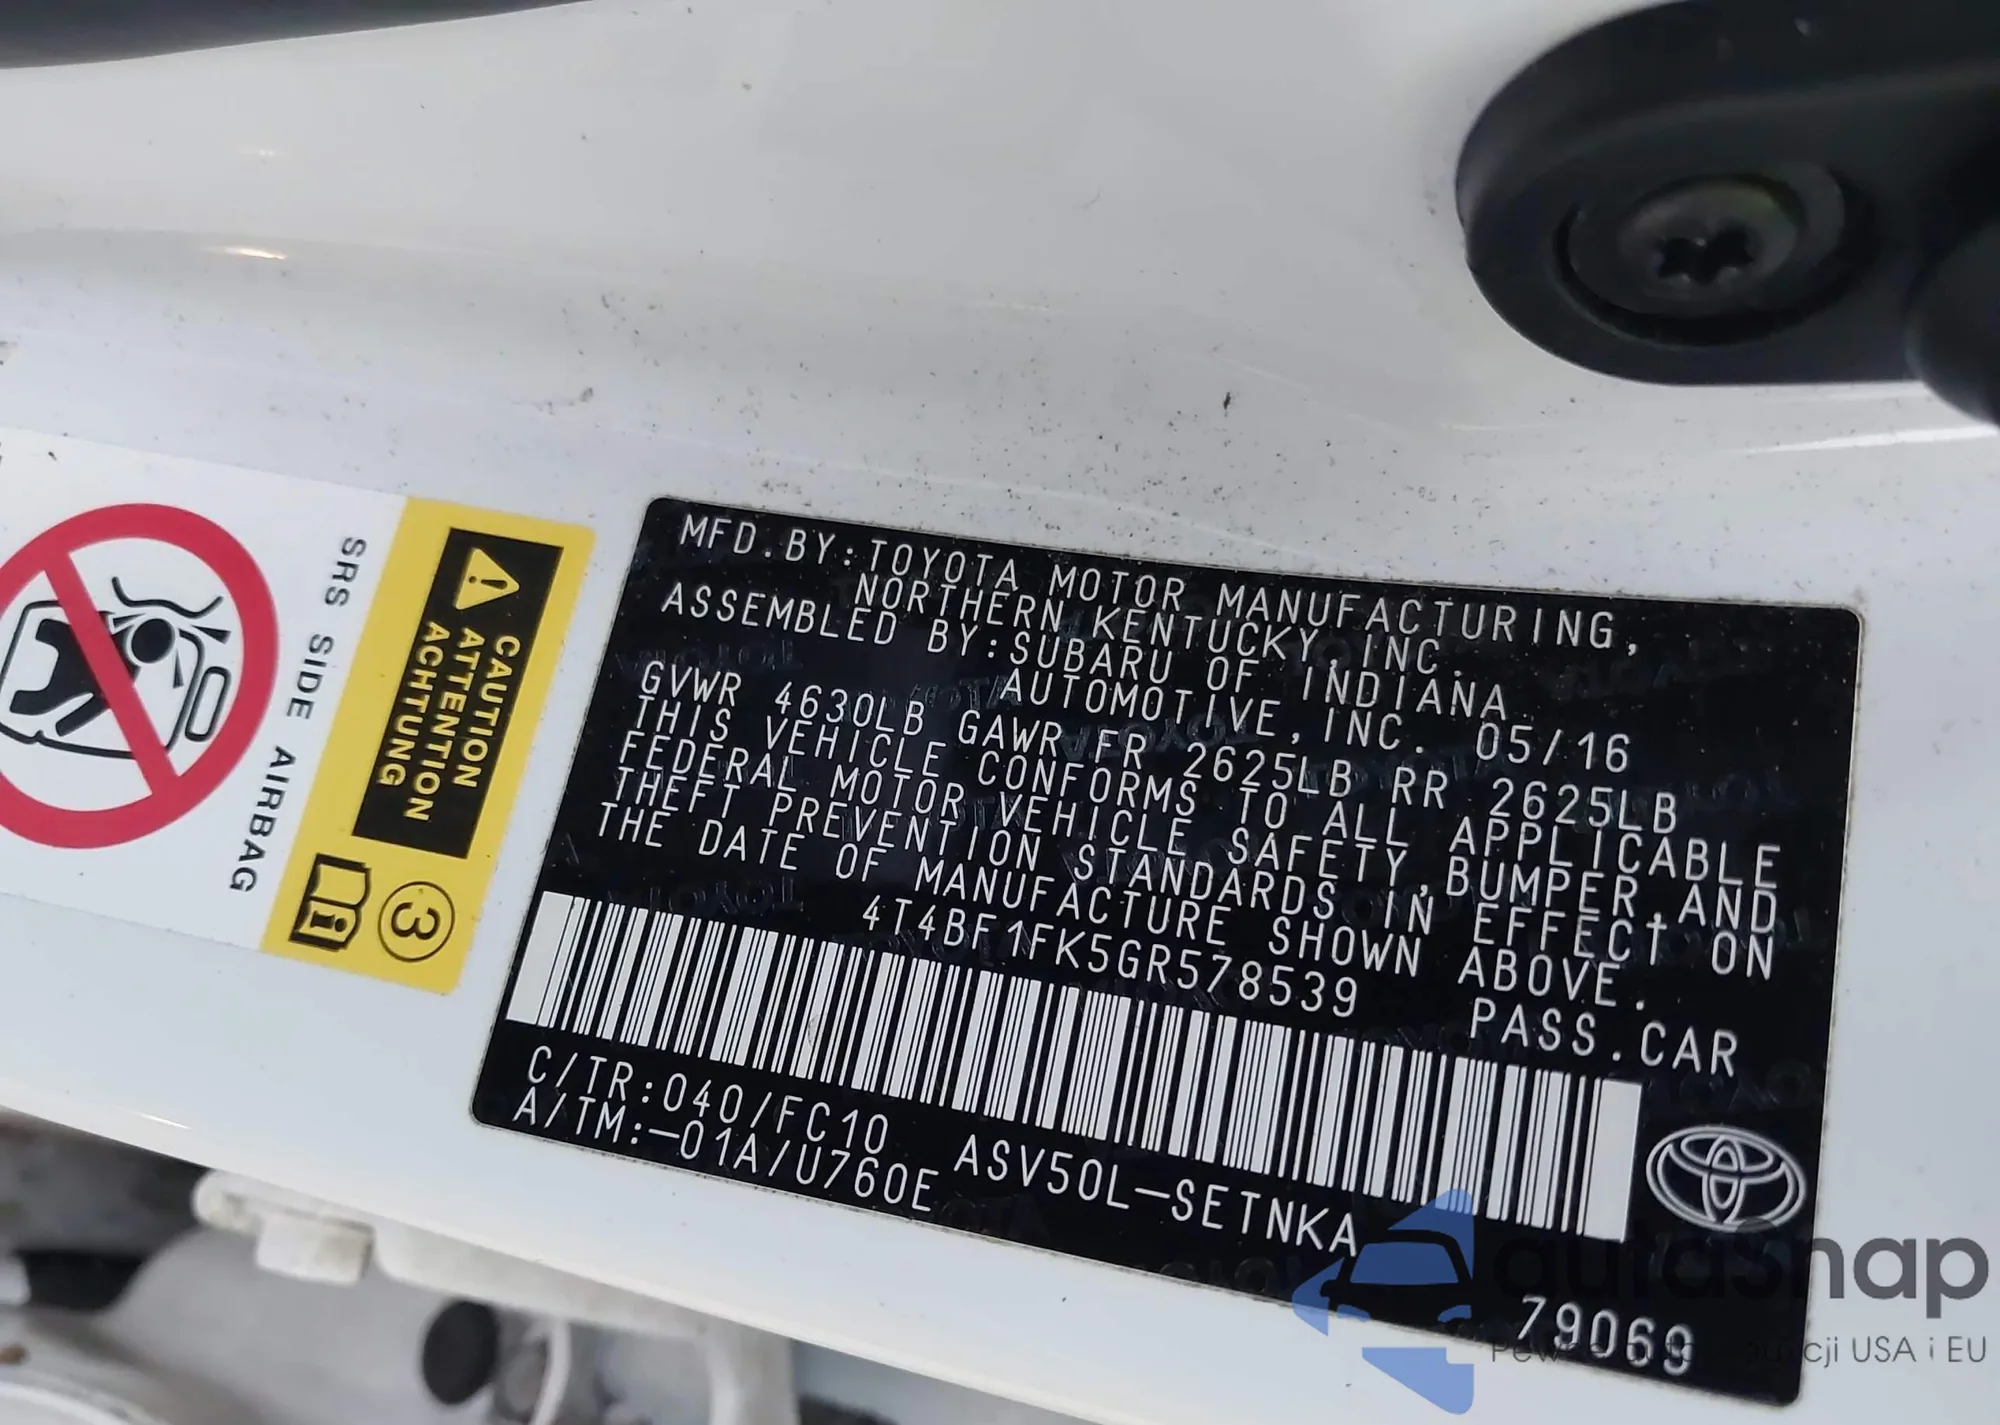 SRS SIDE AIRBAG
CAUTION
ATTENTION
ACHTUNG
3
MFD.BY:TOYOTA MOTOR MANUFACTURING,
NORTHERN KENTUCKY, INC.
ASSEMBLED BY:SUBARU OF INDIANA
AUTOMOTIVE, INC. 05/16
GVWR 4630LB GAWR FR 2625LB RR 2625LB
THIS VEHICLE CONFORMS TO ALL APPLICABLE
FEDERAL MOTOR VEHICLE SAFETY,BUMPER,AND
THEFT PREVENTION STANDARDS IN EFFECT ON
THE DATE OF MANUFACTURE SHOWN ABOVE.
4T4BF1FK5GR578539 PASS.CAR
C/TR:040/FC10 ASV50L-SETNKA
A/TM:-01A/U760E
79069
autasnap
USA i EU